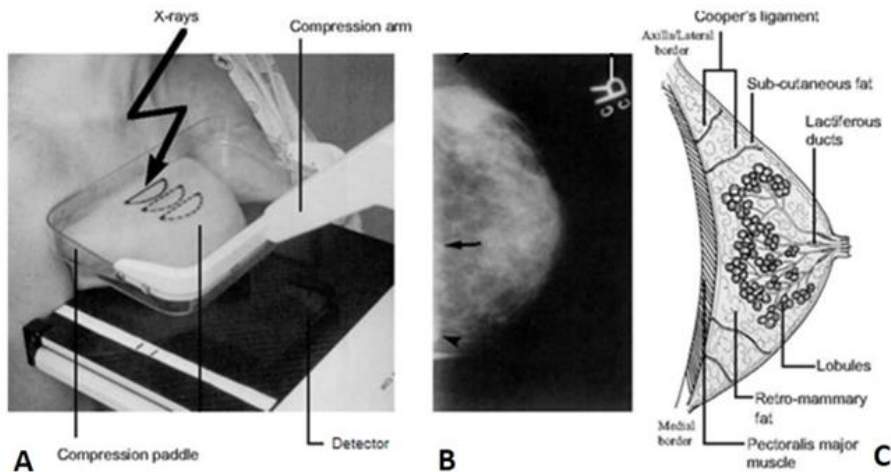 X-rays
Compression arm
Compression paddle
Detector
A
R
CC
B
Cooper's ligament
Axilla/Lateral
border
Sub-cutaneous fat
Lactiferous
ducts
Lobules
Retro-mammary
fat
Medial
border
Pectoralis major
muscle
C